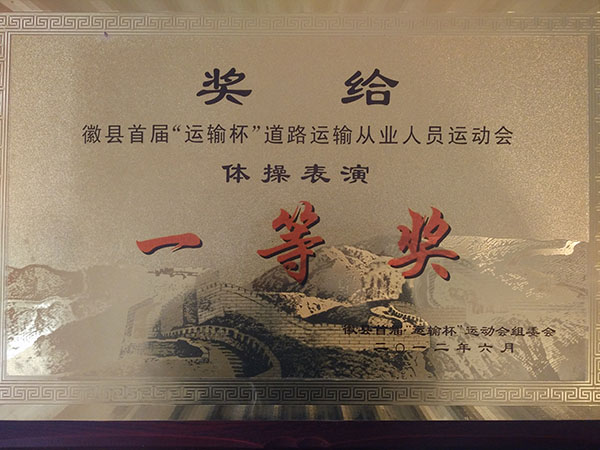 奖给
徽县首届“运输杯”道路运输从业人员运动会
体操表演
一等奖
徽县首届“运输杯”运动会组委会
二〇一二年六月